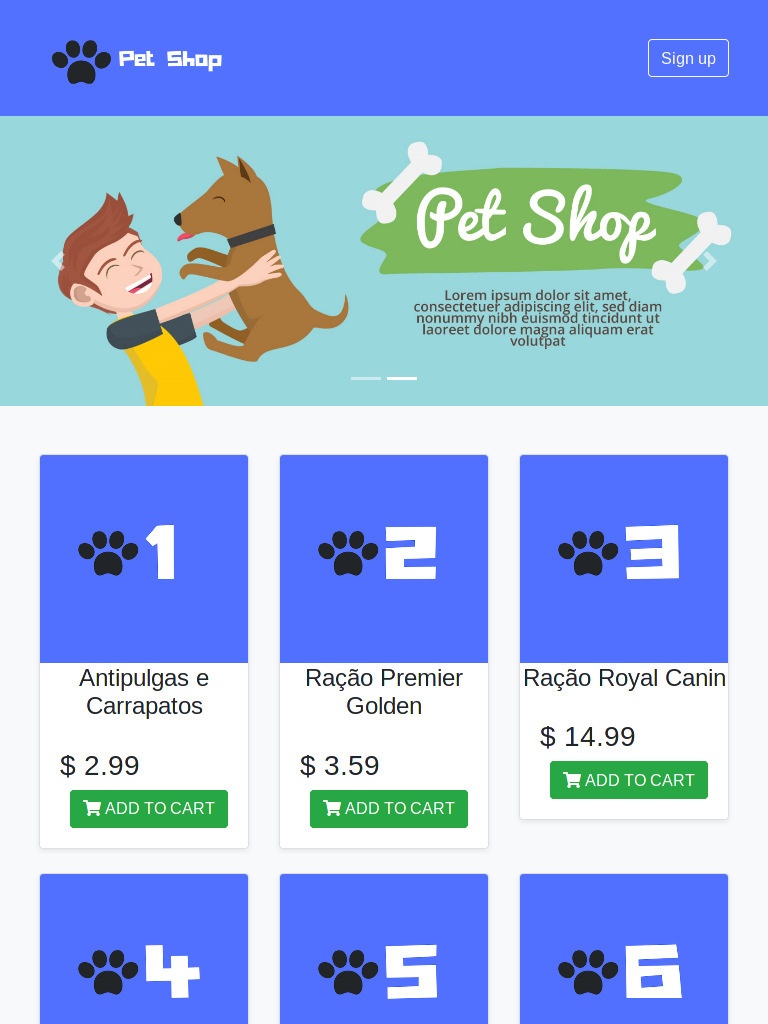 Pet Shop
Sign up
Pet Shop
Lorem ipsum dolor sit amet,
consectetuer adipiscing elit, sed diam
nonummy nibh euismod tincidunt ut
laoreet dolore magna aliquam erat
volutpat
1
2
3
Antipulgas e
Carrapatos
Ração Premier
Golden
Ração Royal Canin
$ 2.99
$ 3.59
$ 14.99
ADD TO CART
ADD TO CART
ADD TO CART
4
5
6